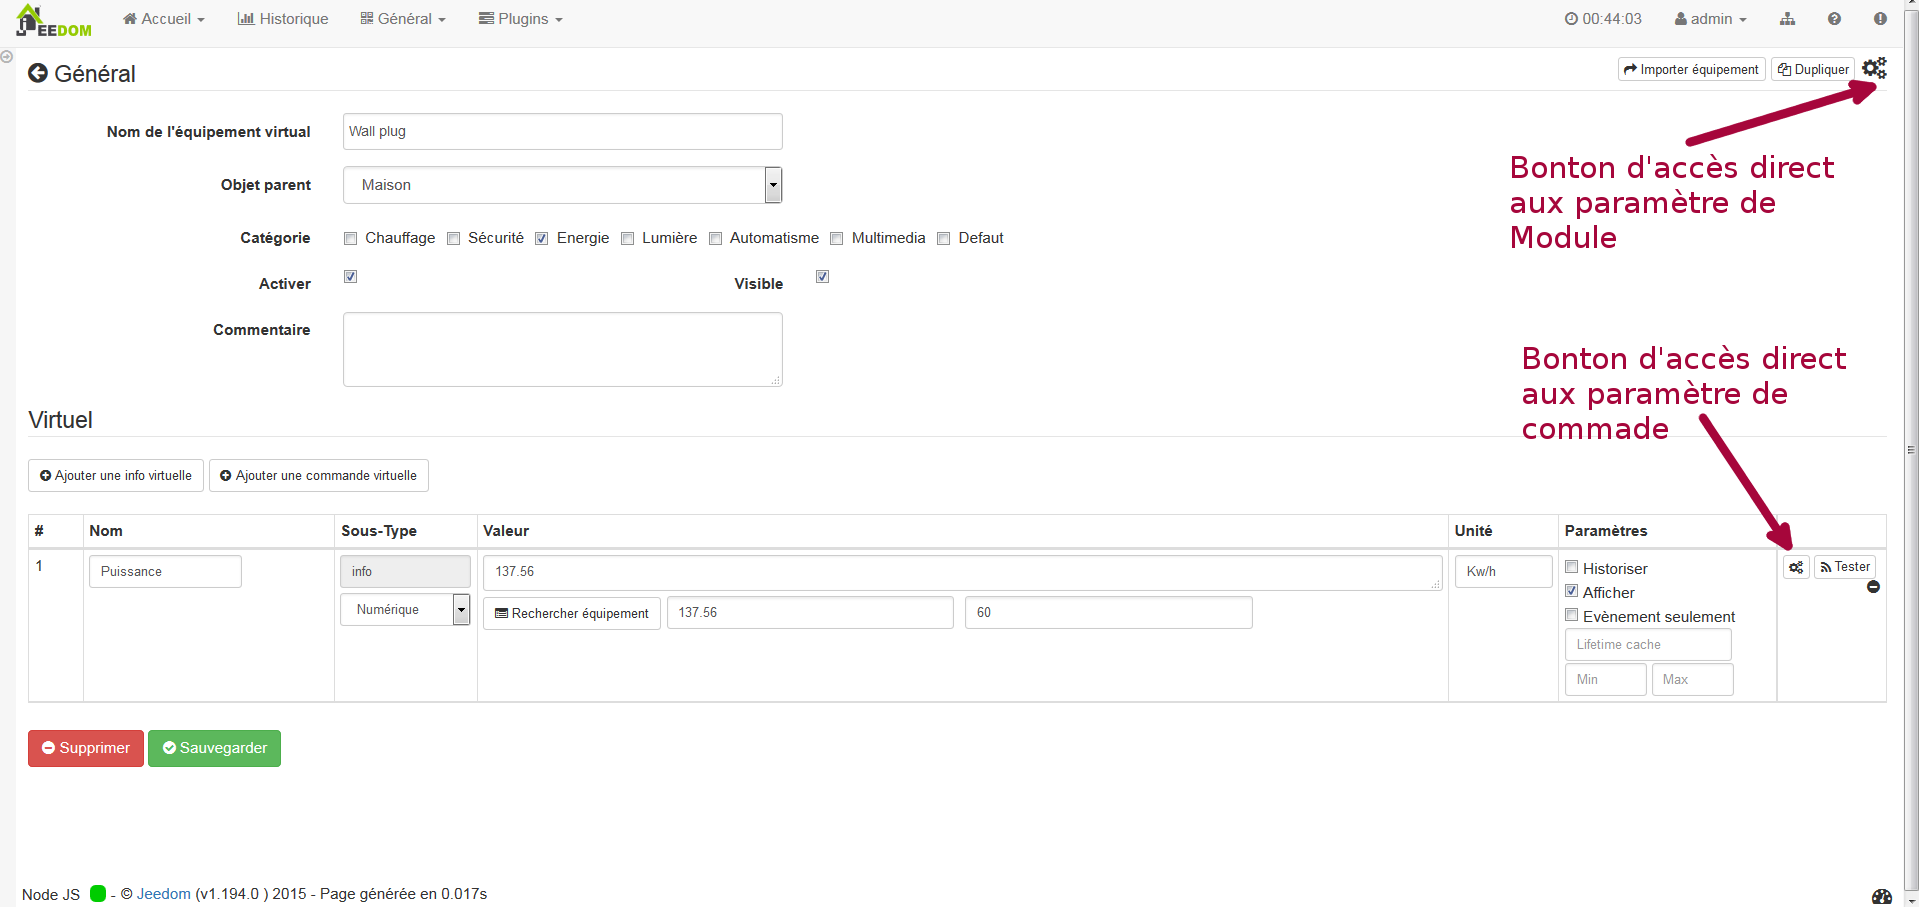 JEEDOM Accueil Historique Général Plugins 00:44:03 admin
Général Importer équipement Dupliquer
Nom de l'équipement virtual Wall plug
Bonton d'accès direct
aux paramètre de
Module
Objet parent Maison
Catégorie Chauffage Sécurité Energie Lumière Automatisme Multimedia Defaut
Activer Visible
Commentaire
Bonton d'accès direct
aux paramètre de
commade
Virtuel
Ajouter une info virtuelle Ajouter une commande virtuelle
# Nom Sous-Type Valeur Unité Paramètres
1 Puissance info 137.56 Kw/h Historiser Tester
Afficher
Numérique Rechercher équipement 137.56 60 Evènement seulement
Lifetime cache
Min Max
Supprimer Sauvegarder
Node JS - © Jeedom (v1.194.0 ) 2015 - Page générée en 0.017s